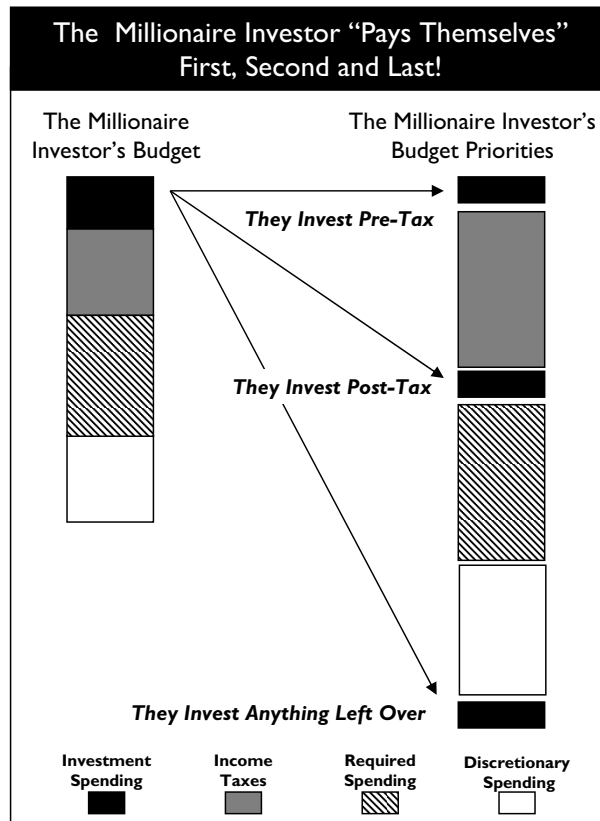 The Millionaire Investor “Pays Themselves”
First, Second and Last!
The Millionaire
Investor’s Budget
The Millionaire Investor’s
Budget Priorities
They Invest Pre-Tax
They Invest Post-Tax
They Invest Anything Left Over
Investment
Spending
Income
Taxes
Required
Spending
Discretionary
Spending